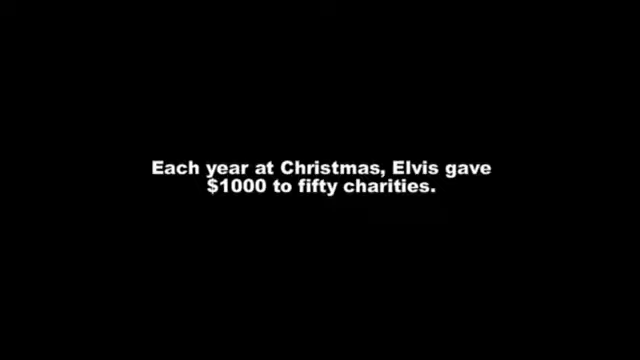 Each year at Christmas, Elvis gave
$1000 to fifty charities.